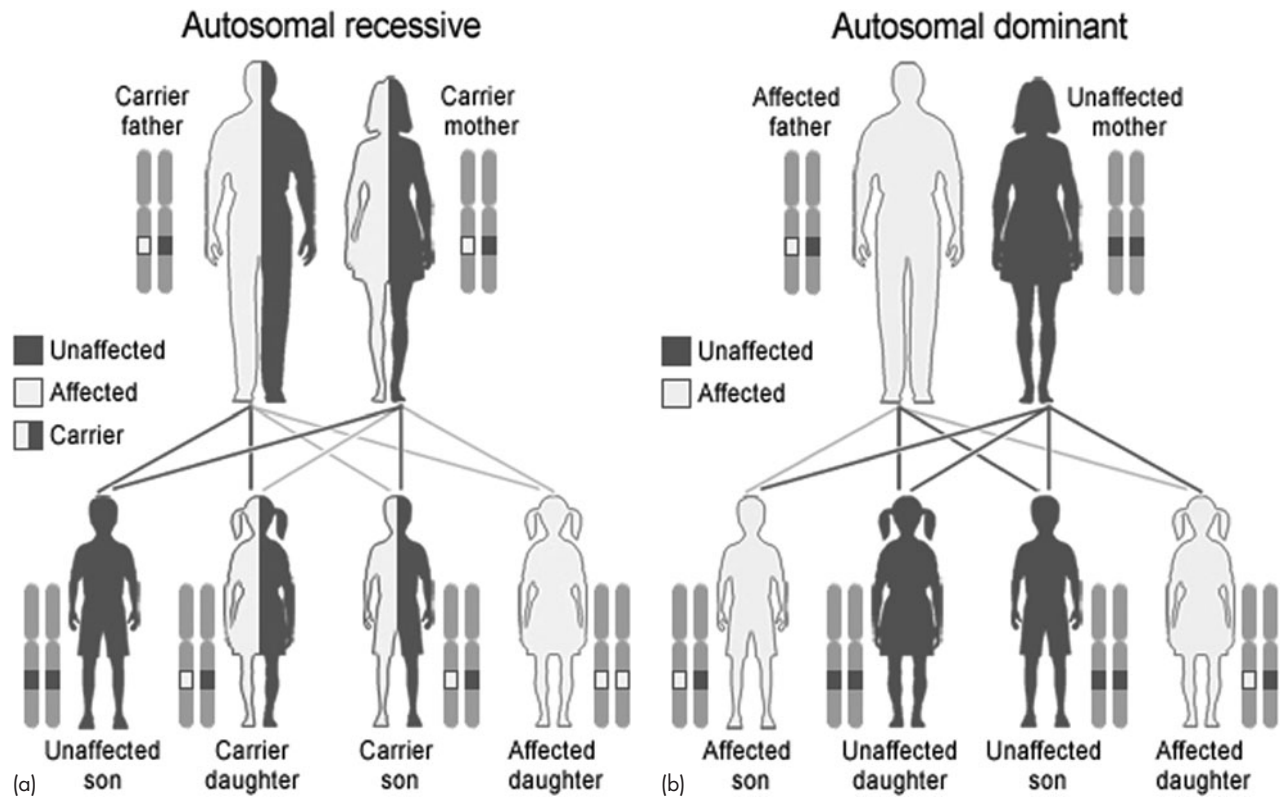 Autosomal recessive
Carrier
father
Carrier
mother
Unaffected
Affected
Carrier
Unaffected
son
Carrier
daughter
Carrier
son
Affected
daughter
(a)
Autosomal dominant
Affected
father
Unaffected
mother
Unaffected
Affected
Affected
son
Unaffected
daughter
Unaffected
son
Affected
daughter
(b)